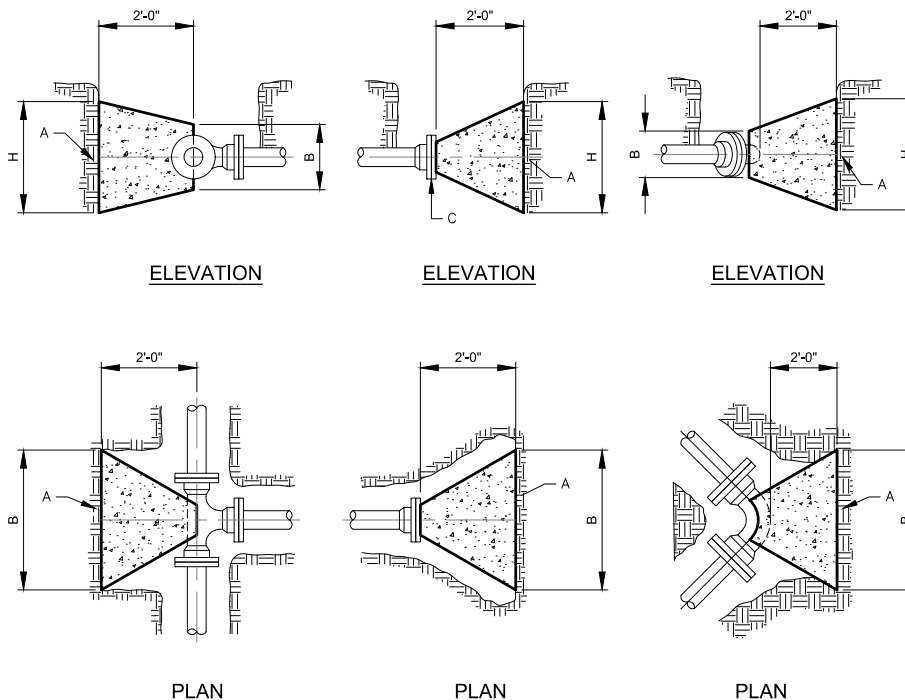 2'-0"
2'-0"
2'-0"
A
H
B
A
H
C
B
A
H
ELEVATION
ELEVATION
ELEVATION
2'-0"
2'-0"
2'-0"
A
B
A
B
A
B
PLAN
PLAN
PLAN